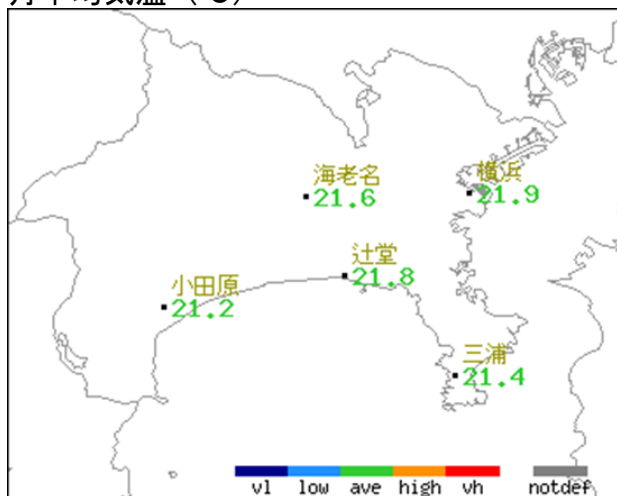 月平均気温 (℃)
海老名
21.6
横浜
21.9
辻堂
21.8
小田原
21.2
三浦
21.4
vl low ave high vh notdef